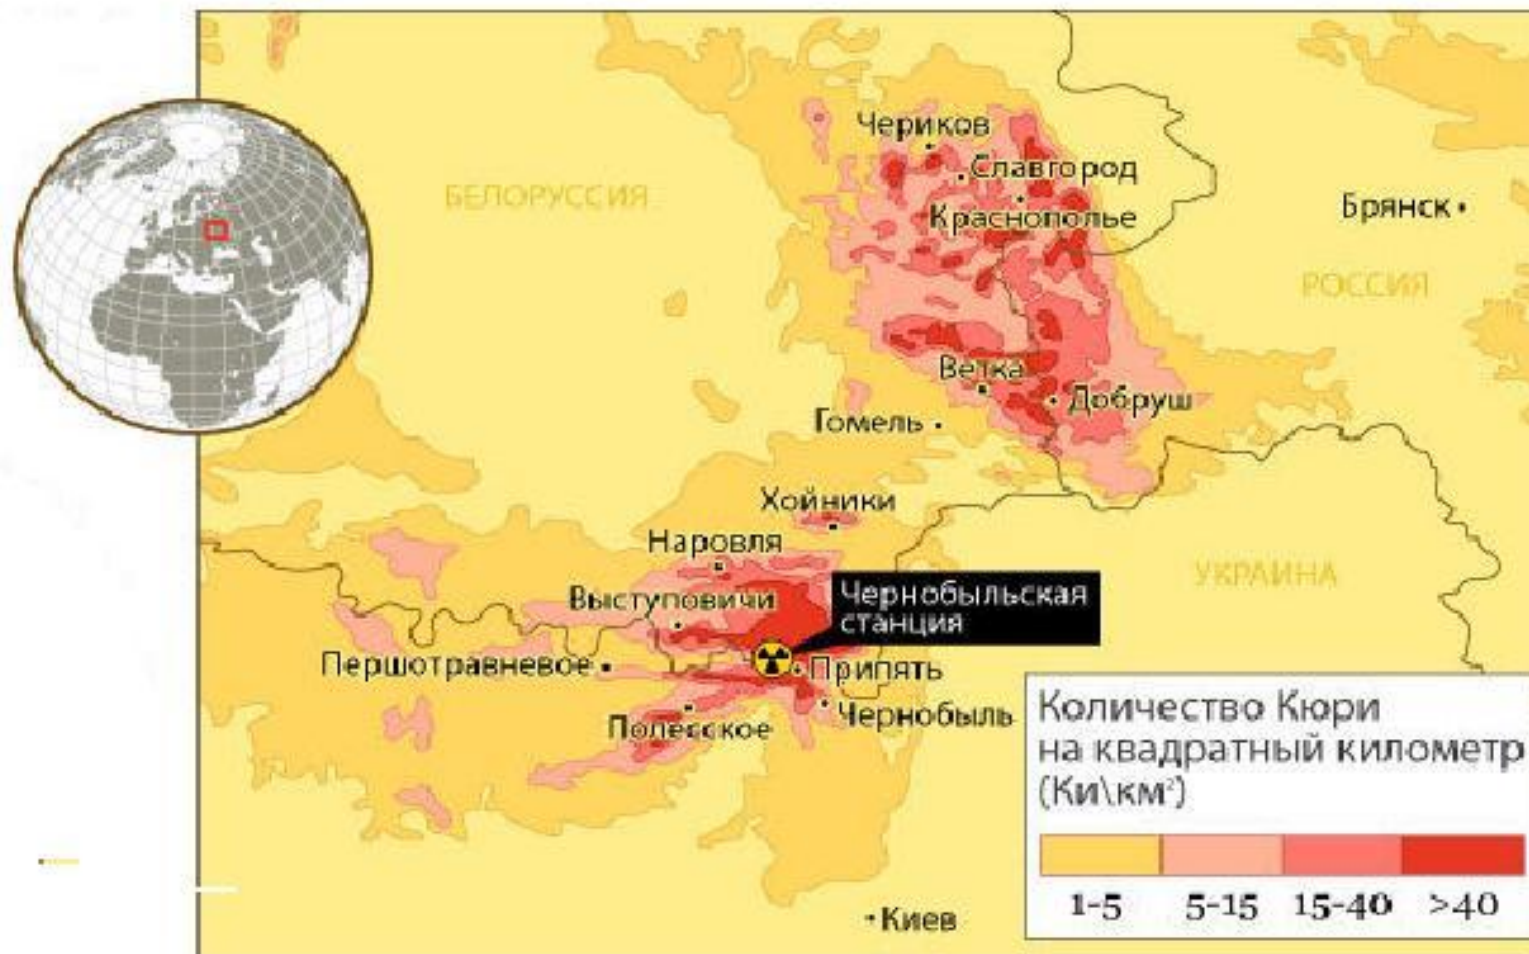 Чериков
Славгород
БЕЛОРУССИЯ
Краснополье
Брянск
РОССИЯ
Ветка
Добруш
Гомель
Хойники
Наровля
УКРАИНА
Выступовичи
Чернобыльская
станция
Першотравневое
Припять
Полесское
Чернобыль
Количество Кюри
на квадратный километр
(Ки\км²)
1-5 5-15 15-40 >40
Киев